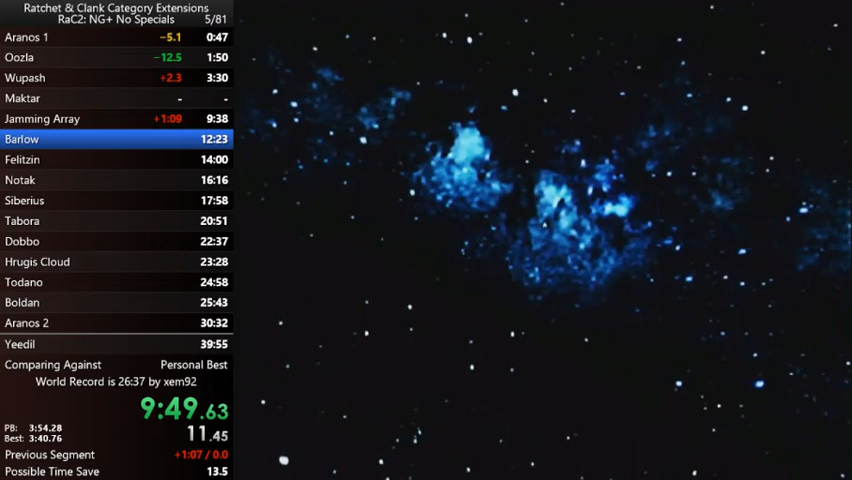 Ratchet & Clank Category Extensions
RaC2: NG+ No Specials 5/81
Aranos 1 −5.1 0:47
Oozla −12.5 1:50
Wupash +2.3 3:30
Maktar - -
Jamming Array +1:09 9:38
Barlow 12:23
Felitzin 14:00
Notak 16:16
Siberius 17:58
Tabora 20:51
Dobbo 22:37
Hrugis Cloud 23:28
Todano 24:58
Boldan 25:43
Aranos 2 30:32
Yeedil 39:55
Comparing Against Personal Best
World Record is 26:37 by xem92
9:49.63
PB: 3:54.28
Best: 3:40.76
11.45
Previous Segment +1:07 / 0.0
Possible Time Save 13.5